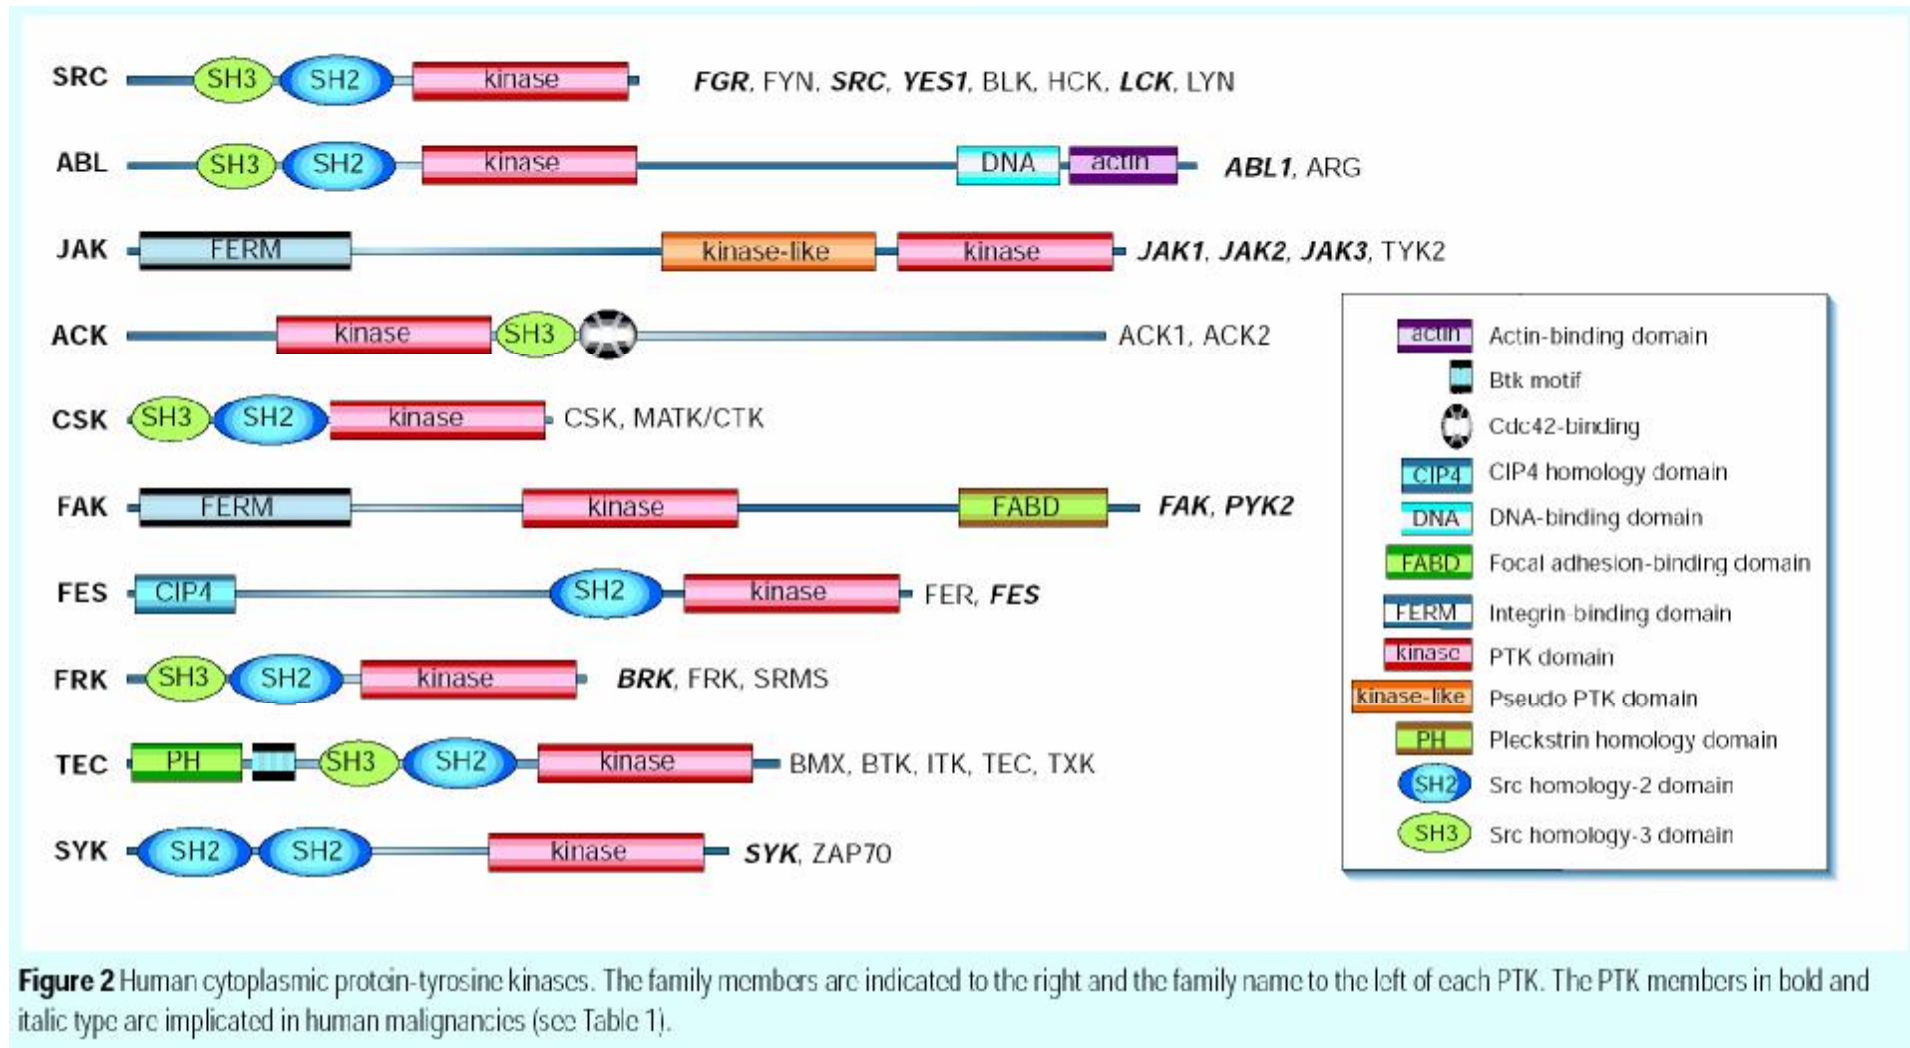 SRC SH3 SH2 kinase FGR, FYN, SRC, YES1, BLK, HCK, LCK, LYN
ABL SH3 SH2 kinase DNA actin ABL1, ARG
JAK FERM kinase-like kinase JAK1, JAK2, JAK3, TYK2
ACK kinase SH3 ACK1, ACK2
CSK SH3 SH2 kinase CSK, MATK/CTK
FAK FERM kinase FABD FAK, PYK2
FES CIP4 SH2 kinase FER, FES
FRK SH3 SH2 kinase BRK, FRK, SRMS
TEC PH SH3 SH2 kinase BMX, BTK, ITK, TEC, TXK
SYK SH2 SH2 kinase SYK, ZAP70
actin Actin-binding domain
Btk motif
Cdc42-binding
CIP4 CIP4 homology domain
DNA DNA-binding domain
FABD Focal adhesion-binding domain
FERM Integrin-binding domain
kinase PTK domain
kinase-like Pseudo PTK domain
PH Pleckstrin homology domain
SH2 Src homology-2 domain
SH3 Src homology-3 domain
Figure 2 Human cytoplasmic protein-tyrosine kinases. The family members are indicated to the right and the family name to the left of each PTK. The PTK members in bold and
italic type are implicated in human malignancies (see Table 1).